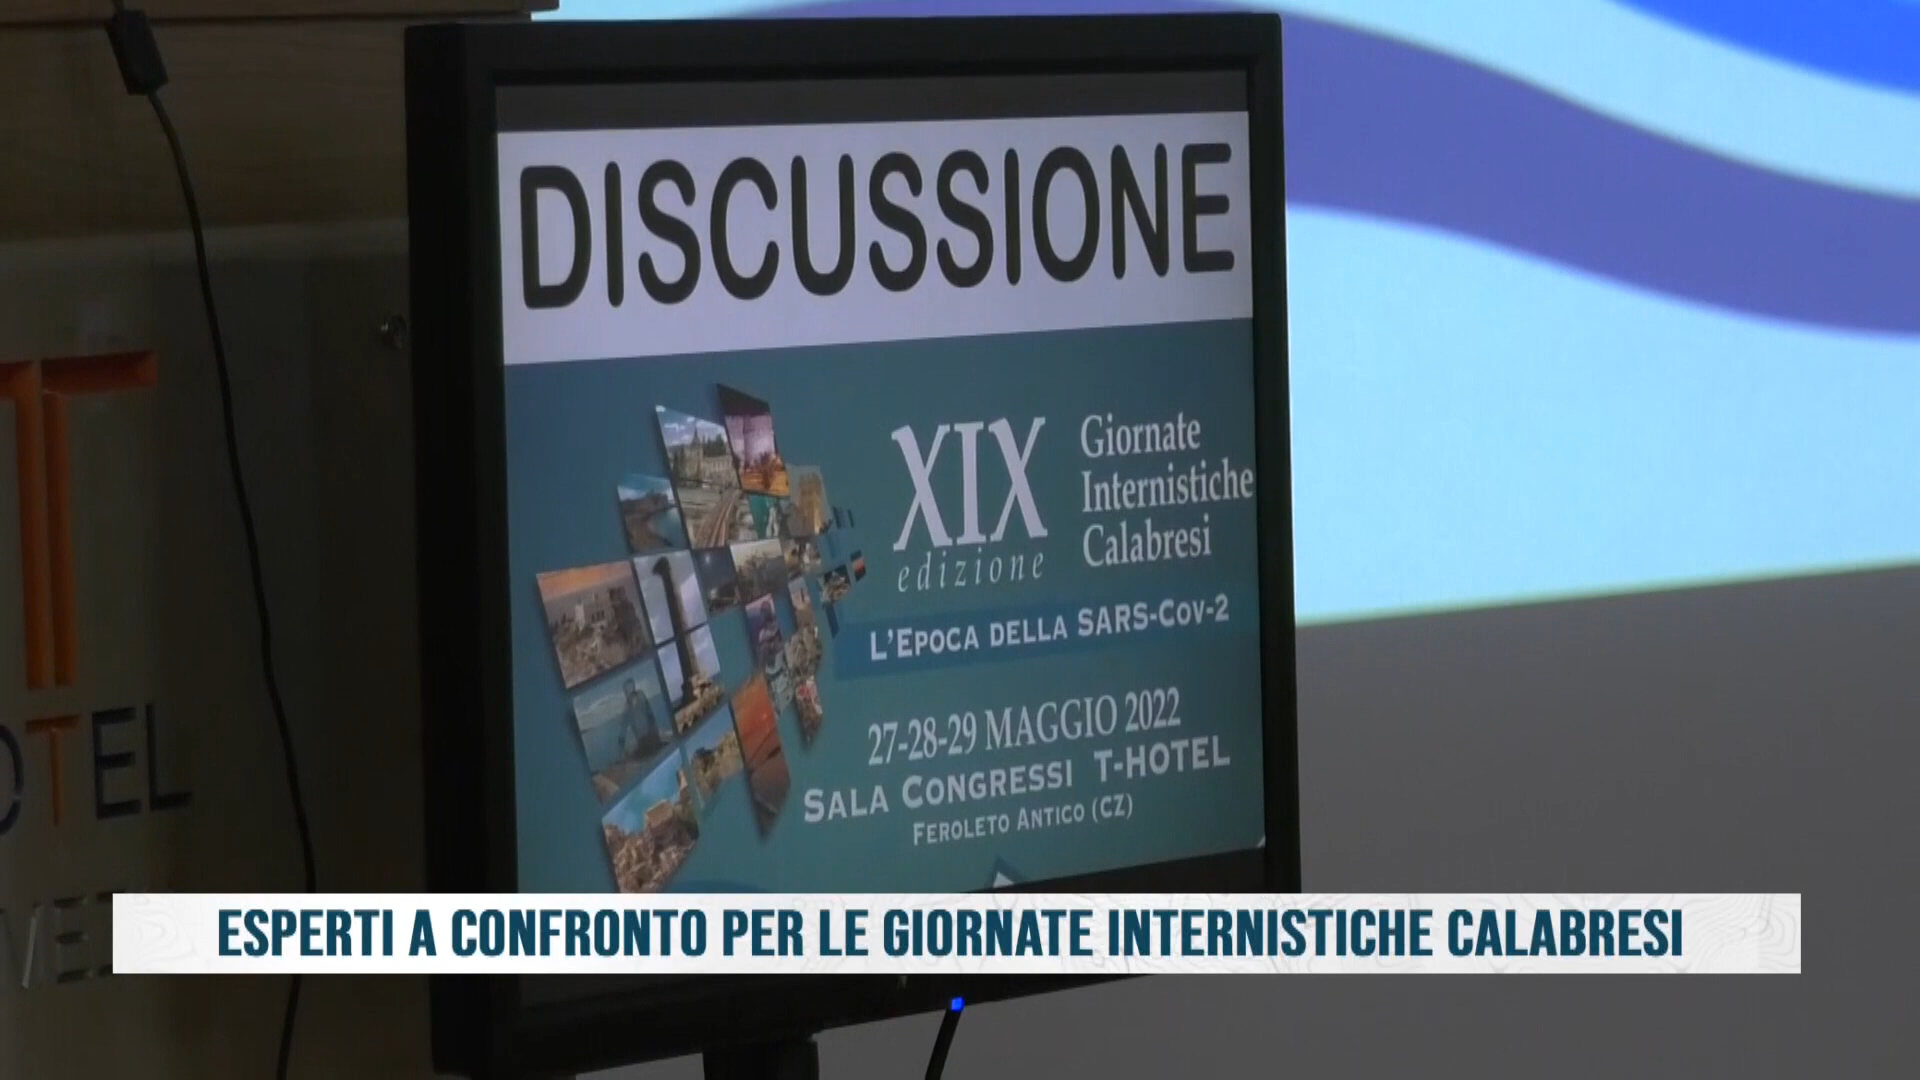 DISCUSSIONE
XIX
edizione
Giornate
Internistiche
Calabresi
L'EPOCA DELLA SARS-COV-2
27-28-29 MAGGIO 2022
SALA CONGRESSI T-HOTEL
FEROLETO ANTICO (CZ)
OTEL
ESPERTI A CONFRONTO PER LE GIORNATE INTERNISTICHE CALABRESI